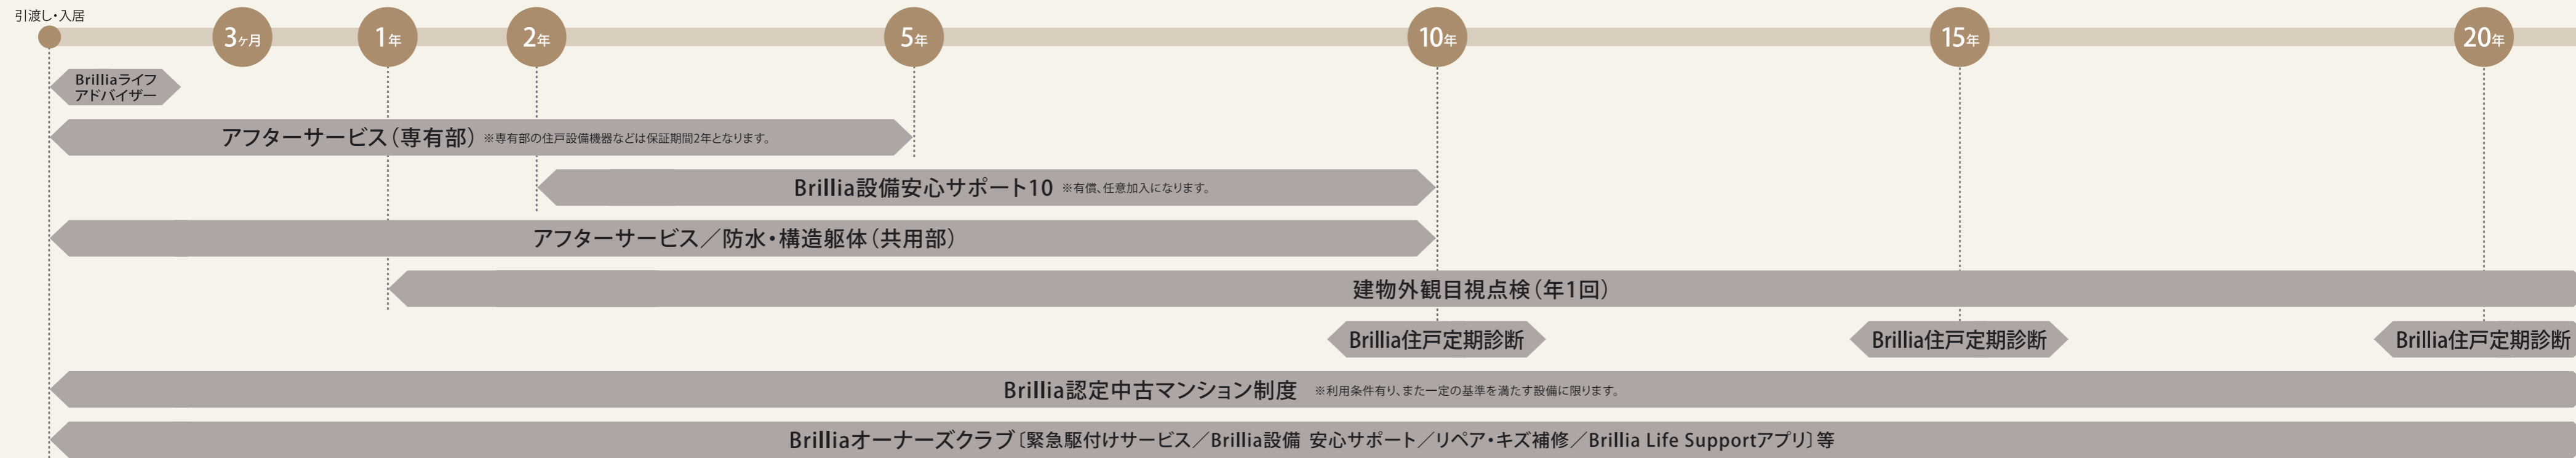 引渡し・入居
3ヶ月
1年
2年
5年
10年
15年
20年
Brilliaライフ
アドバイザー
アフターサービス（専有部） ※専有部の住戸設備機器などは保証期間2年となります。
Brillia設備安心サポート10 ※有償、任意加入になります。
アフターサービス／防水・構造躯体（共用部）
建物外観目視点検（年1回）
Brillia住戸定期診断
Brillia住戸定期診断
Brillia住戸定期診断
Brillia認定中古マンション制度 ※利用条件有り、また一定の基準を満たす設備に限ります。
Brilliaオーナーズクラブ〔緊急駆付けサービス／Brillia設備 安心サポート／リペア・キズ補修／Brillia Life Supportアプリ〕等